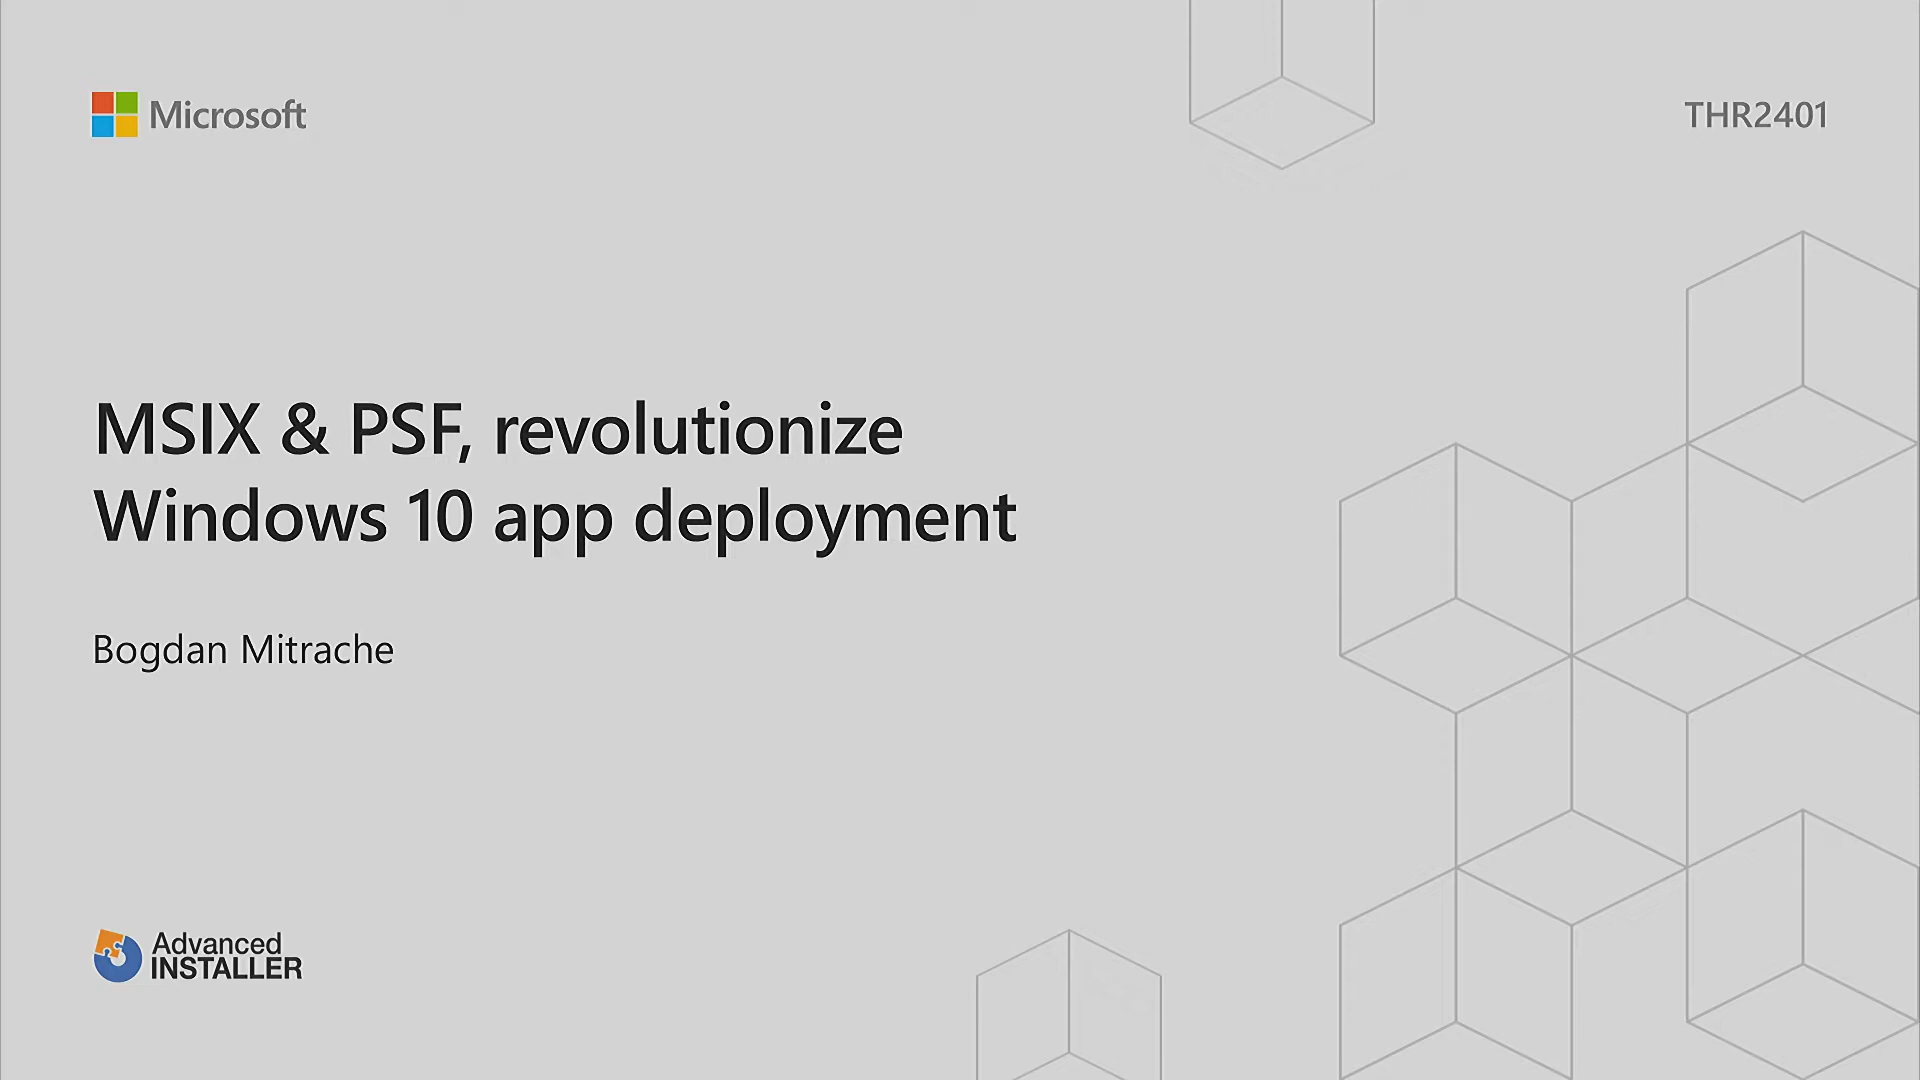 Microsoft
THR2401
MSIX & PSF, revolutionize
Windows 10 app deployment
Bogdan Mitrache
Advanced
INSTALLER